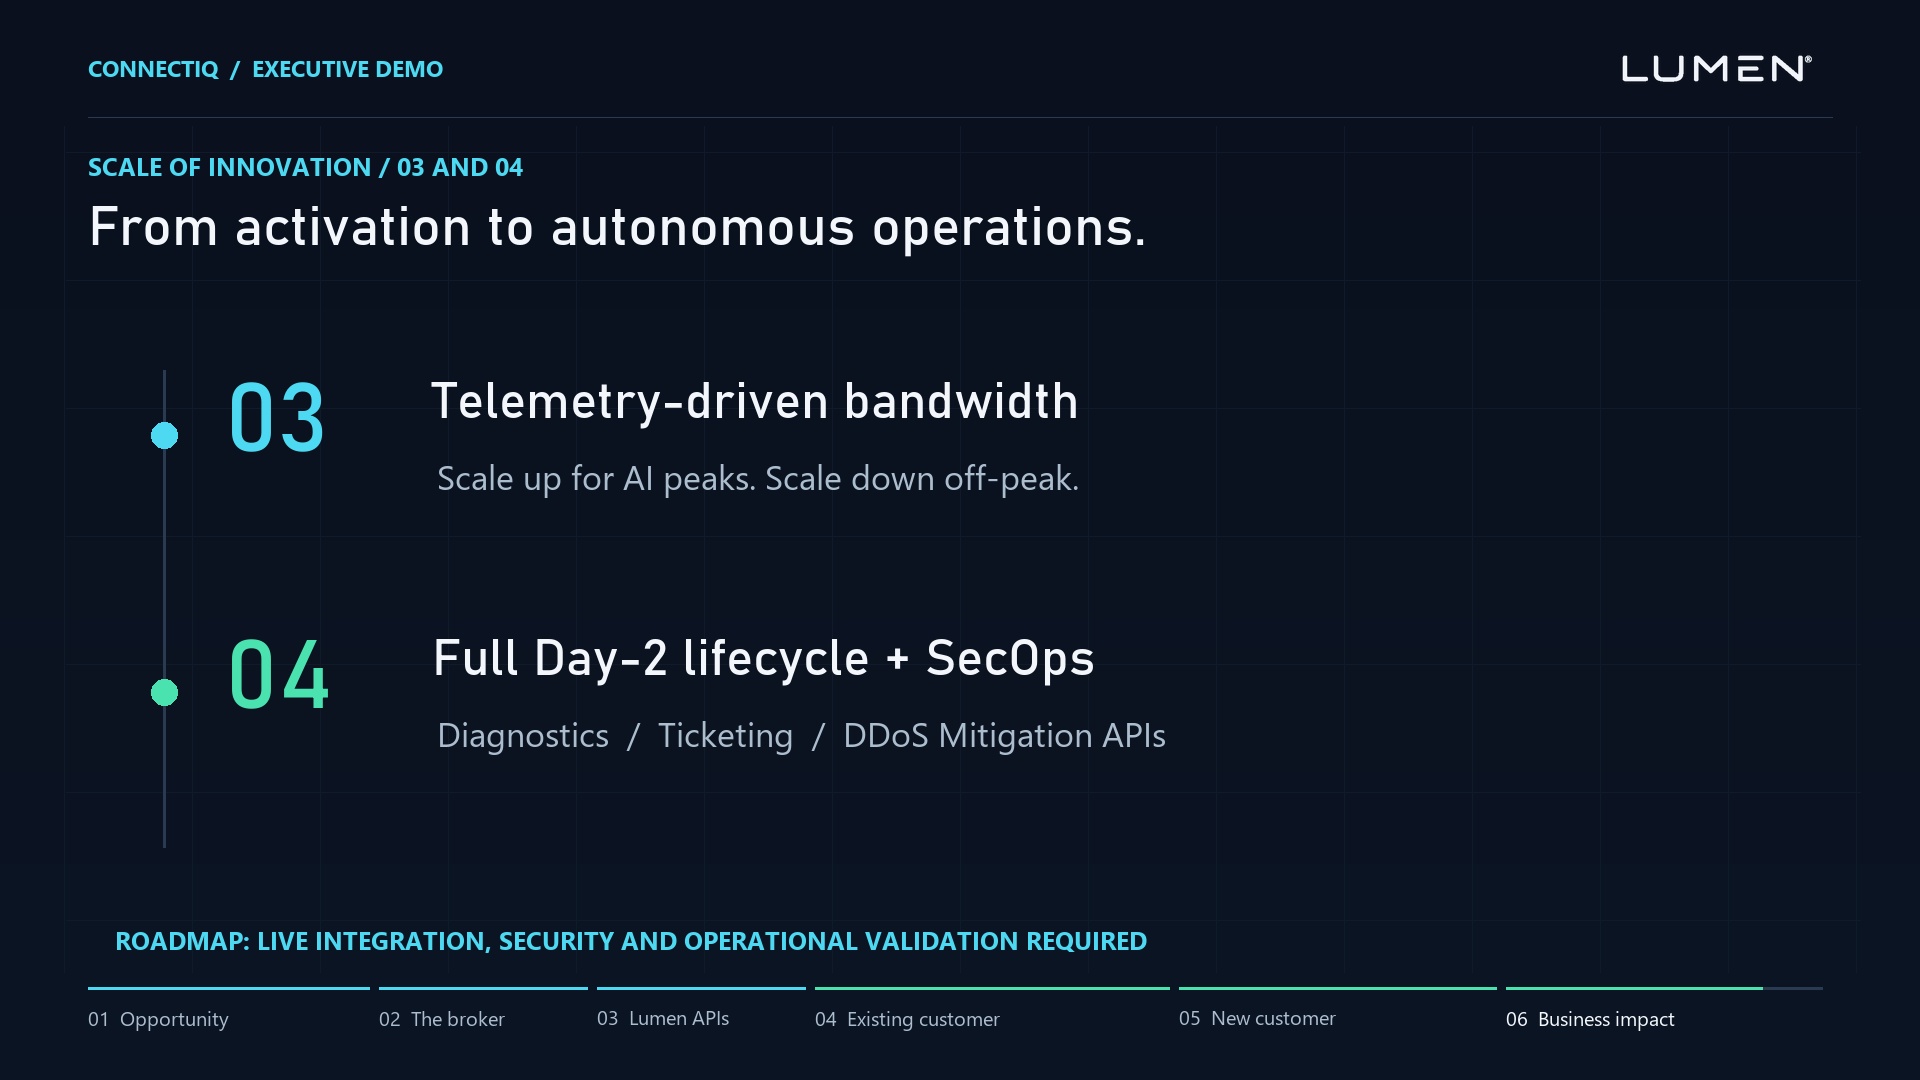 CONNECTIQ / EXECUTIVE DEMO
LUMEN®
SCALE OF INNOVATION / 03 AND 04
From activation to autonomous operations.
03
Telemetry-driven bandwidth
Scale up for AI peaks. Scale down off-peak.
04
Full Day-2 lifecycle + SecOps
Diagnostics / Ticketing / DDoS Mitigation APIs
ROADMAP: LIVE INTEGRATION, SECURITY AND OPERATIONAL VALIDATION REQUIRED
01 Opportunity
02 The broker
03 Lumen APIs
04 Existing customer
05 New customer
06 Business impact